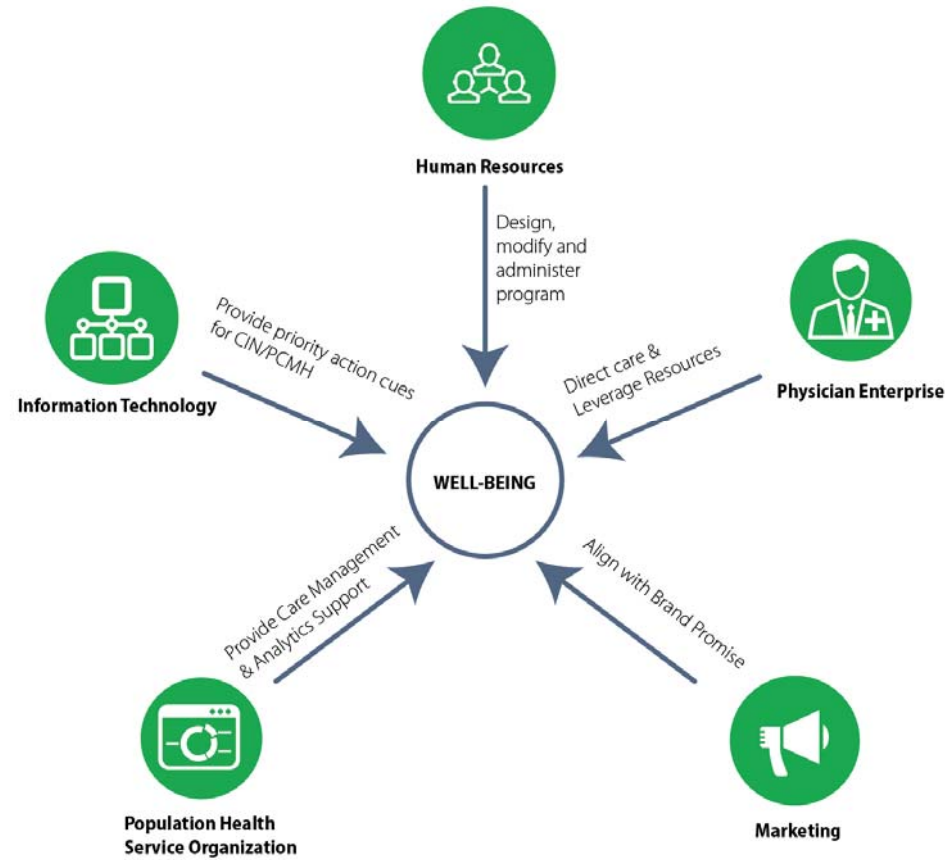 Human Resources
Design,
modify and
administer
program
Provide priority action cues
for CIN/PCMH
Information Technology
Direct care &
Leverage Resources
Physician Enterprise
WELL-BEING
Provide Care Management
& Analytics Support
Population Health
Service Organization
Align with Brand Promise
Marketing